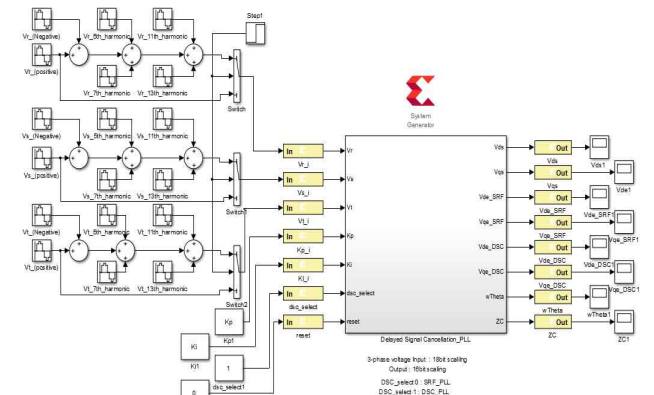 Vr_(Negative)
Vr_5th_harmonic
Vr_11th_harmonic
Step1
Vr_(positive)
Vr_7th_harmonic
Vr_13th_harmonic
Switch
System
Generator
Vs_(Negative)
Vs_5th_harmonic
Vs_11th_harmonic
Vs_(positive)
Vs_7th_harmonic
Vs_13th_harmonic
Switch1
Vt_(Negative)
Vt_5th_harmonic
Vt_11th_harmonic
Vt_(positive)
Vt_7th_harmonic
Vt_13th_harmonic
Switch2
In
Vr_i
In
Vs_i
In
Vt_i
In
Kp_i
In
Ki_i
In
dsc_select
In
reset
Vr
Vs
Vt
Kp
Ki
dsc_select
reset
Vds
Vqs
Vde_SRF
Vqe_SRF
Vde_DSC
Vqe_DSC
wTheta
ZC
Out
Vds
Out
Vqs
Out
Vde_SRF
Out
Vqe_SRF
Out
Vde_DSC
Out
Vqe_DSC
Out
wTheta
Out
ZC
Vds1
Vde1
Vde_SRF1
Vqe_SRF1
Vde_DSC1
Vqe_DSC1
wTheta1
ZC1
Kp
Kp1
Ki
Ki1
1
dsc_select1
0
Delayed Signal Cancellation_PLL
3-phase voltage Input : 18bit scaling
Output : 16bit scaling
DSC_select 0 : SRF_PLL
DSC_select 1 : DSC_PLL